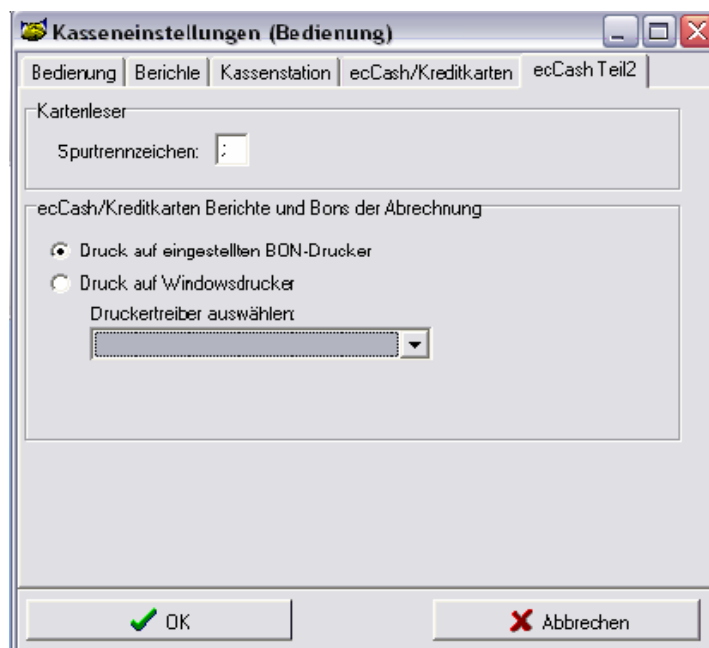 Kasseneinstellungen (Bedienung)
Bedienung Berichte Kassenstation ecCash/Kreditkarten ecCash Teil2
Kartenleser
Spurtrennzeichen: ;
ecCash/Kreditkarten Berichte und Bons der Abrechnung
Druck auf eingestellten BON-Drucker
Druck auf Windowsdrucker
Druckertreiber auswählen:
OK Abbrechen